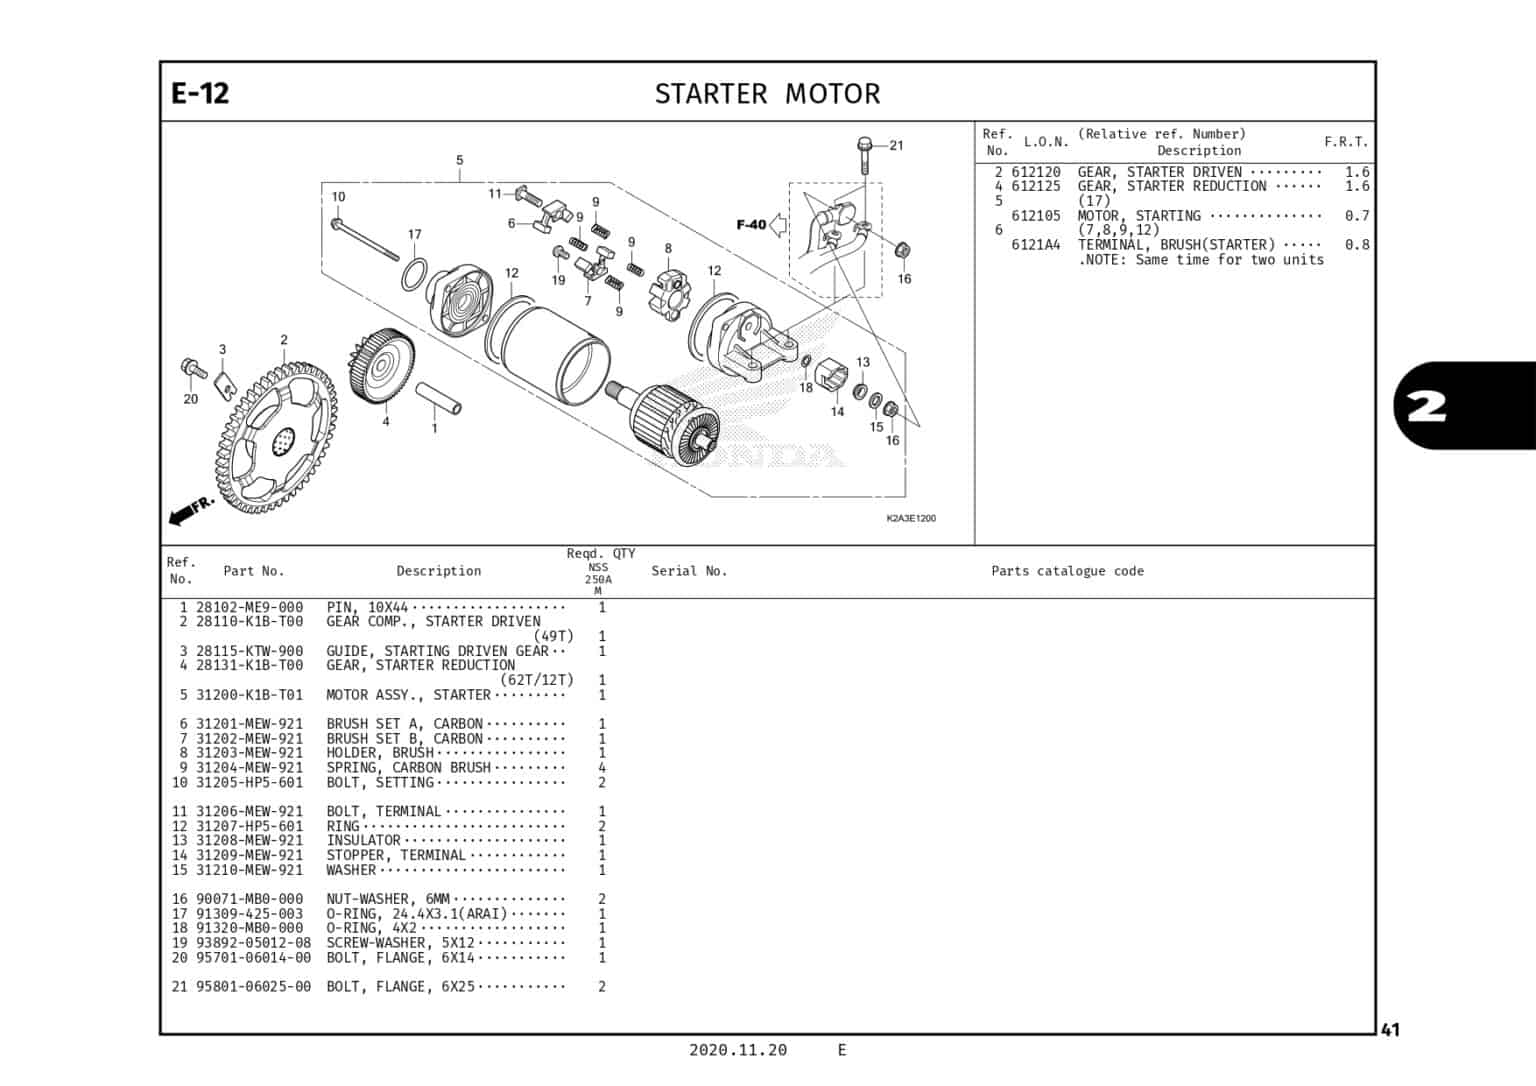 E-12 STARTER MOTOR
5
21
10
11
9
6
9
F-40
17
9
8
12
19
7
9
12
16
2
3
20
4
1
18
13
14
15
16
FR.
HONDA
K2A3E1200
Ref. No. L.O.N. (Relative ref. Number) Description F.R.T.
2 612120 GEAR, STARTER DRIVEN ········· 1.6
4 612125 GEAR, STARTER REDUCTION ······ 1.6
5 (17)
612105 MOTOR, STARTING ·············· 0.7
6 (7,8,9,12)
6121A4 TERMINAL, BRUSH(STARTER) ····· 0.8
.NOTE: Same time for two units
2
Ref. No. Part No. Description Reqd. QTY NSS 250A M Serial No. Parts catalogue code
1 28102-ME9-000 PIN, 10X44 ··················· 1
2 28110-K1B-T00 GEAR COMP., STARTER DRIVEN
(49T) 1
3 28115-KTW-900 GUIDE, STARTING DRIVEN GEAR ·· 1
4 28131-K1B-T00 GEAR, STARTER REDUCTION
(62T/12T) 1
5 31200-K1B-T01 MOTOR ASSY., STARTER ········· 1
6 31201-MEW-921 BRUSH SET A, CARBON ·········· 1
7 31202-MEW-921 BRUSH SET B, CARBON ·········· 1
8 31203-MEW-921 HOLDER, BRUSH ················ 1
9 31204-MEW-921 SPRING, CARBON BRUSH ········· 4
10 31205-HP5-601 BOLT, SETTING ················ 2
11 31206-MEW-921 BOLT, TERMINAL ··············· 1
12 31207-HP5-601 RING ························· 2
13 31208-MEW-921 INSULATOR ···················· 1
14 31209-MEW-921 STOPPER, TERMINAL ············ 1
15 31210-MEW-921 WASHER ······················· 1
16 90071-MB0-000 NUT-WASHER, 6MM ·············· 2
17 91309-425-003 O-RING, 24.4X3.1(ARAI) ······· 1
18 91320-MB0-000 O-RING, 4X2 ·················· 1
19 93892-05012-08 SCREW-WASHER, 5X12 ··········· 1
20 95701-06014-00 BOLT, FLANGE, 6X14 ··········· 1
21 95801-06025-00 BOLT, FLANGE, 6X25 ··········· 2
41
2020.11.20 E